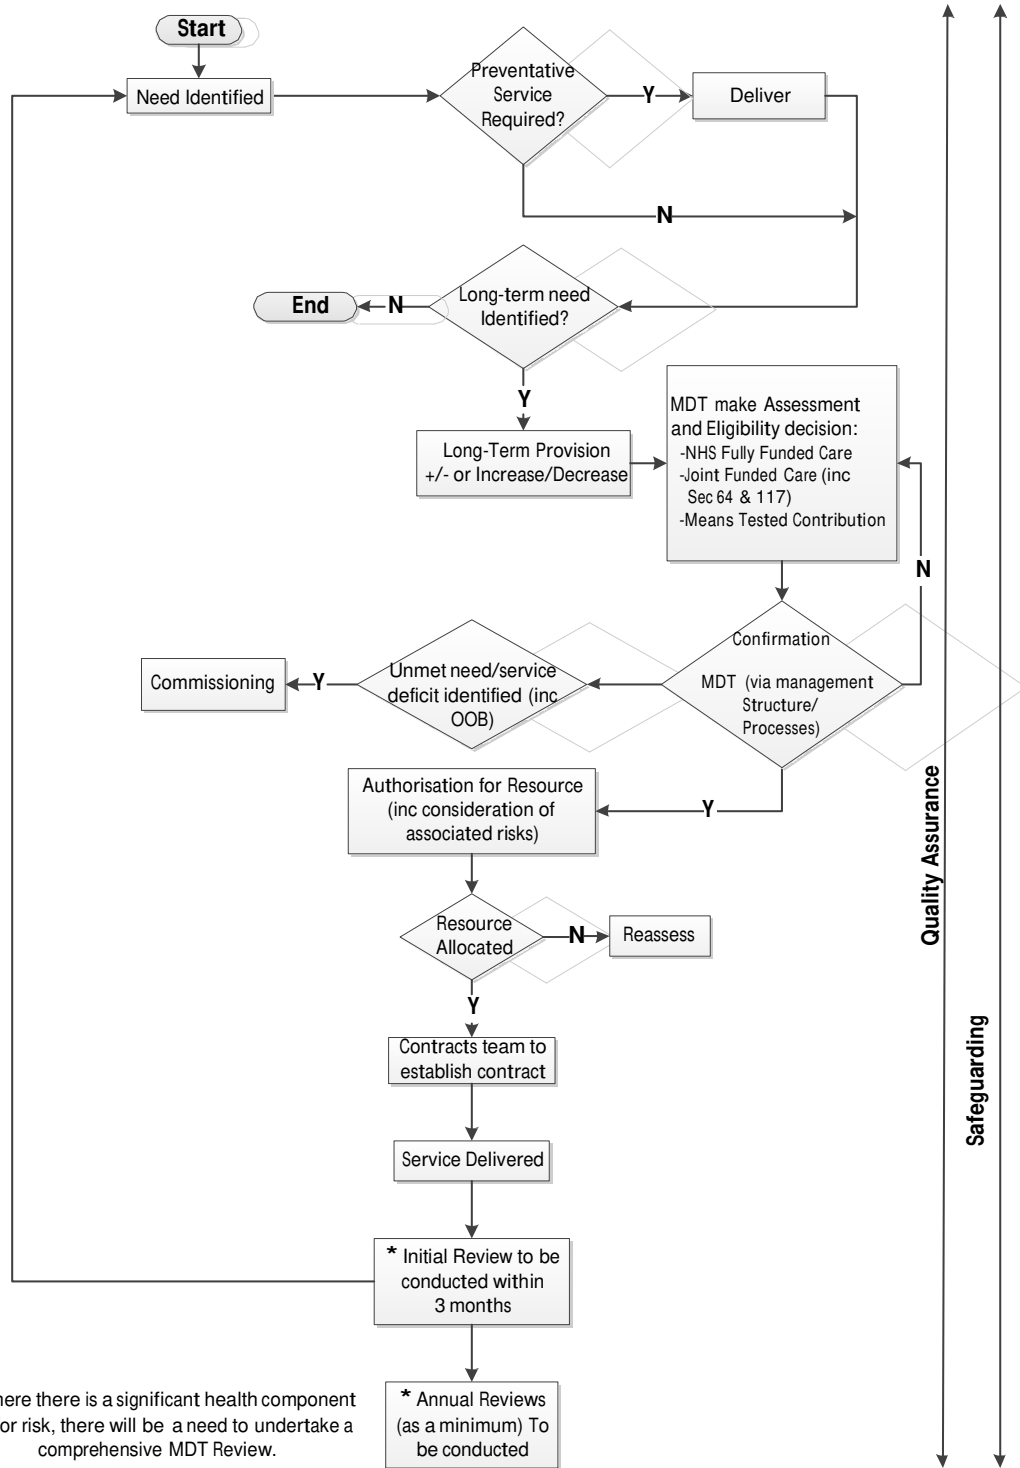 Start
Need Identified
Preventative
Service
Required?
Y
Deliver
N
Long-term need
Identified?
N
End
Y
Long-Term Provision
+/- or Increase/Decrease
MDT make Assessment
and Eligibility decision:
-NHS Fully Funded Care
-Joint Funded Care (inc
Sec 64 & 117)
-Means Tested Contribution
N
Confirmation
MDT (via management
Structure/
Processes)
Unmet need/service
deficit identified (inc
OOB)
Y
Commissioning
Y
Authorisation for Resource
(inc consideration of
associated risks)
Resource
Allocated
N
Reassess
Y
Contracts team to
establish contract
Service Delivered
* Initial Review to be
conducted within
3 months
* Annual Reviews
(as a minimum) To
be conducted
there is a significant health component
or risk, there will be a need to undertake a
comprehensive MDT Review.
Quality Assurance
Safeguarding